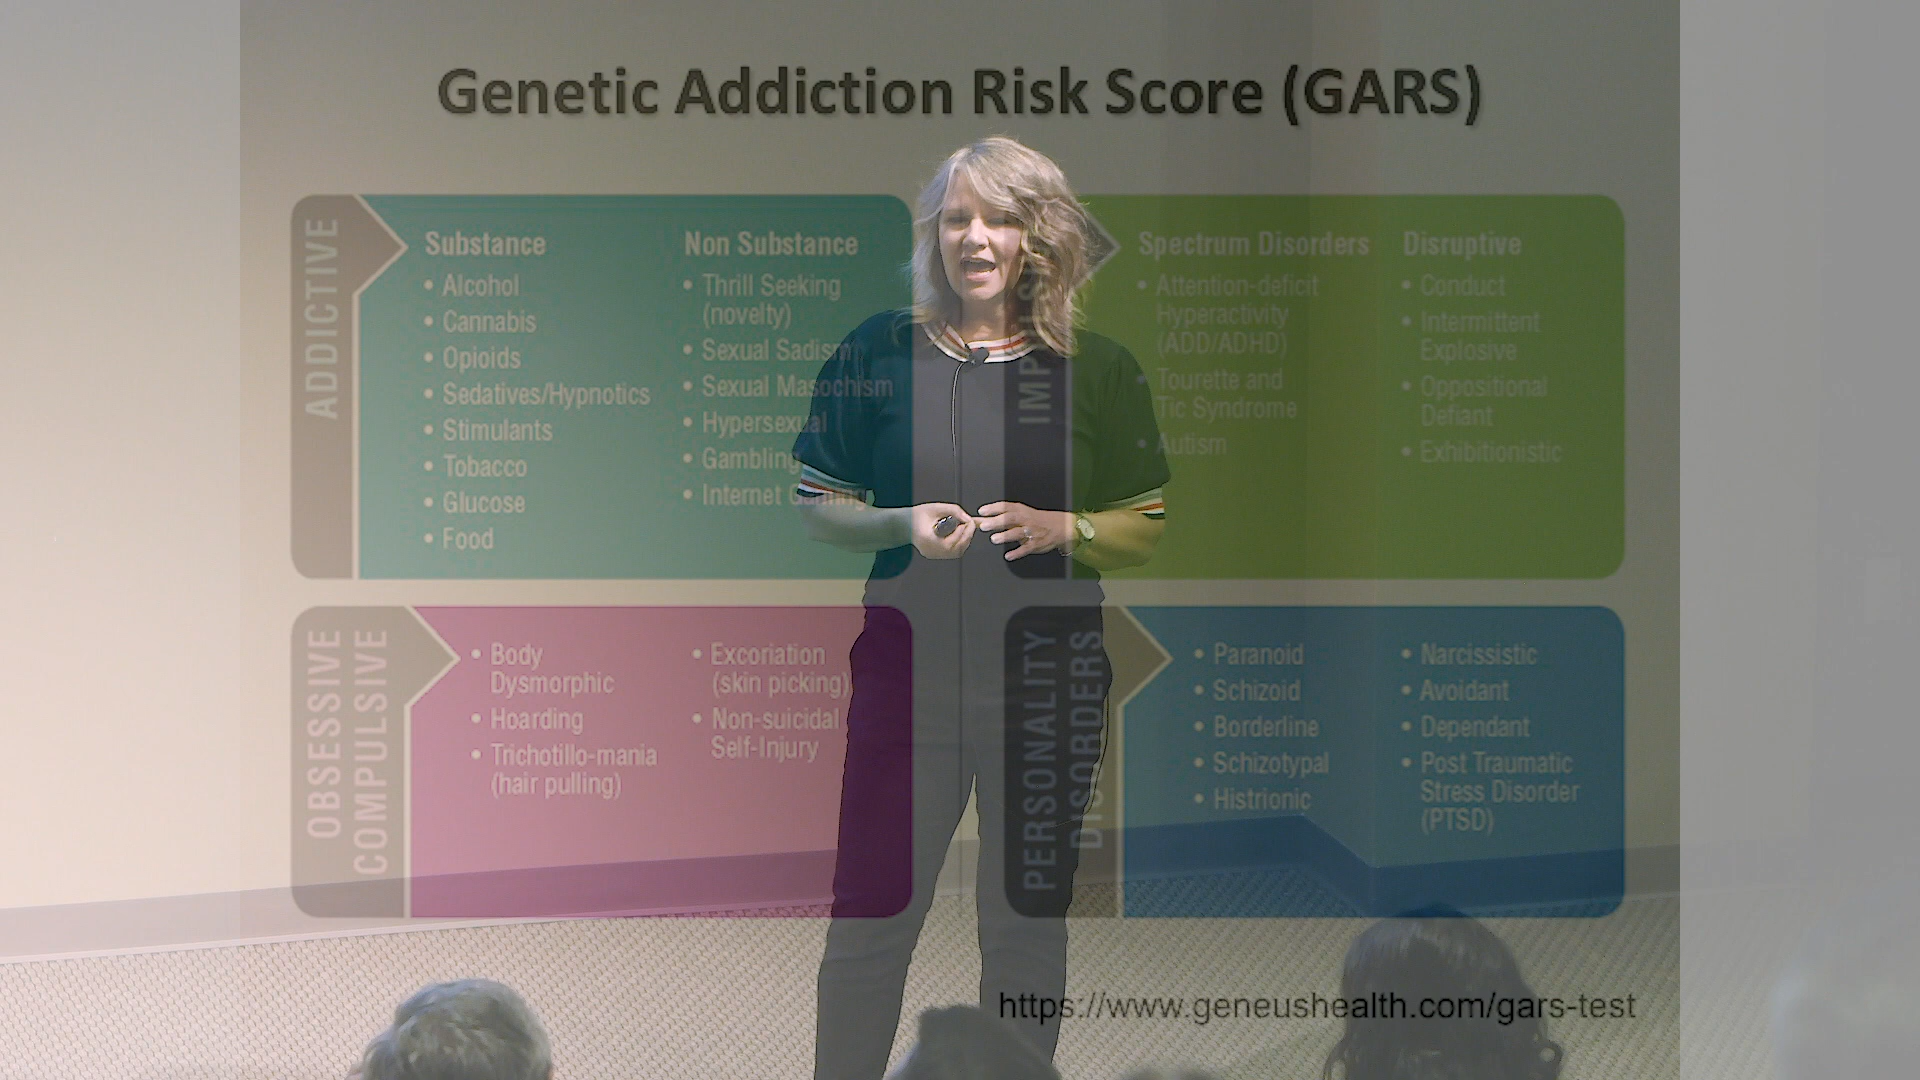 Genetic Addiction Risk Score (GARS)
ADDICTIVE
Substance
• Alcohol
• Cannabis
• Opioids
• Sedatives/Hypnotics
• Stimulants
• Tobacco
• Glucose
• Food
Non Substance
• Thrill Seeking
(novelty)
• Sexual Sadism
• Sexual Masochism
• Hypersexual
• Gambling
• Internet Gaming
Spectrum Disorders
• Attention-deficit
Hyperactivity
(ADD/ADHD)
• Tourette and
Tic Syndrome
• Autism
Disruptive
• Conduct
• Intermittent
Explosive
• Oppositional
Defiant
• Exhibitionistic
OBSESSIVE
COMPULSIVE
• Body
Dysmorphic
• Hoarding
• Trichotillo-mania
(hair pulling)
• Excoriation
(skin picking)
• Non-suicidal
Self-Injury
PERSONALITY
DISORDERS
• Paranoid
• Schizoid
• Borderline
• Schizotypal
• Histrionic
• Narcissistic
• Avoidant
• Dependant
• Post Traumatic
Stress Disorder
(PTSD)
https://www.geneushealth.com/gars-test